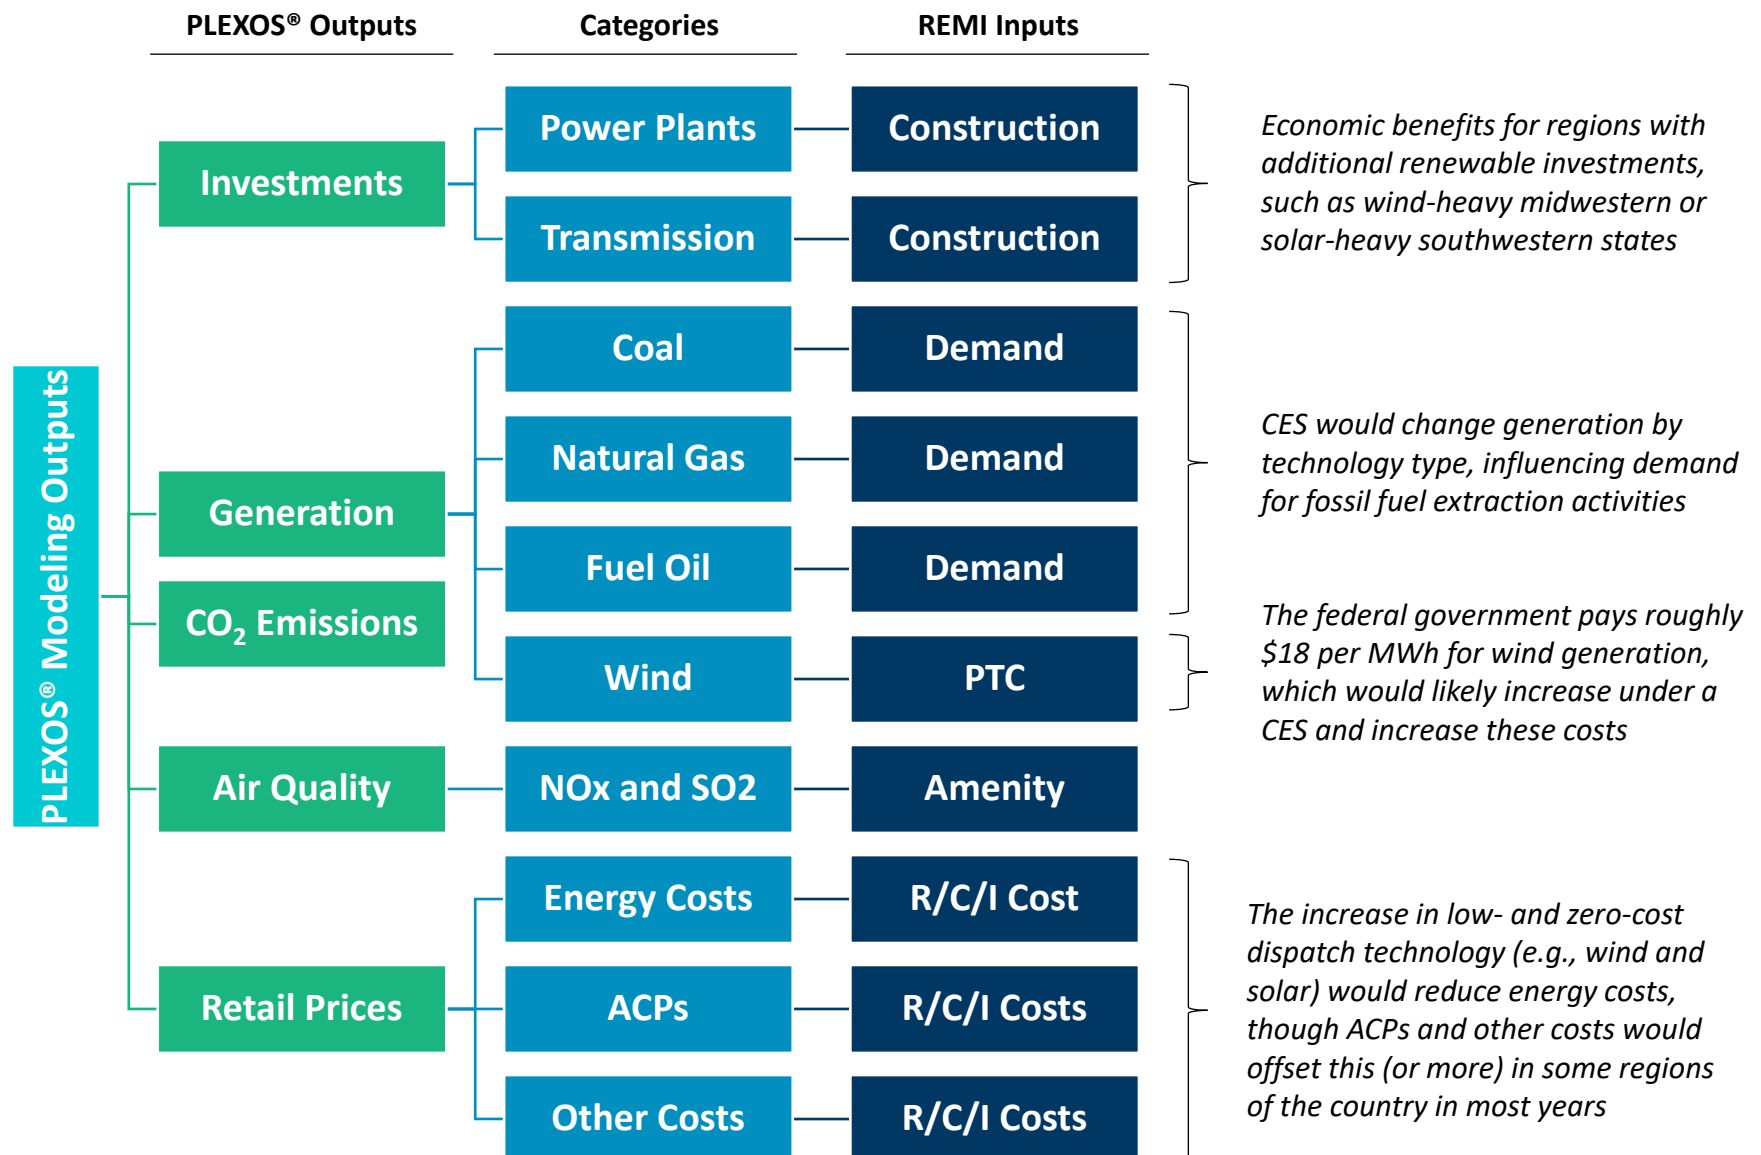 PLEXOS® Outputs
Categories
REMI Inputs
PLEXOS® Modeling Outputs
Investments
Power Plants
Construction
Transmission
Construction
Economic benefits for regions with
additional renewable investments,
such as wind-heavy midwestern or
solar-heavy southwestern states
Generation
Coal
Demand
Natural Gas
Demand
Fuel Oil
Demand
CES would change generation by
technology type, influencing demand
for fossil fuel extraction activities
Wind
PTC
The federal government pays roughly
$18 per MWh for wind generation,
which would likely increase under a
CES and increase these costs
CO₂ Emissions
Air Quality
NOx and SO2
Amenity
Retail Prices
Energy Costs
R/C/I Cost
ACPs
R/C/I Costs
Other Costs
R/C/I Costs
The increase in low- and zero-cost
dispatch technology (e.g., wind and
solar) would reduce energy costs,
though ACPs and other costs would
offset this (or more) in some regions
of the country in most years